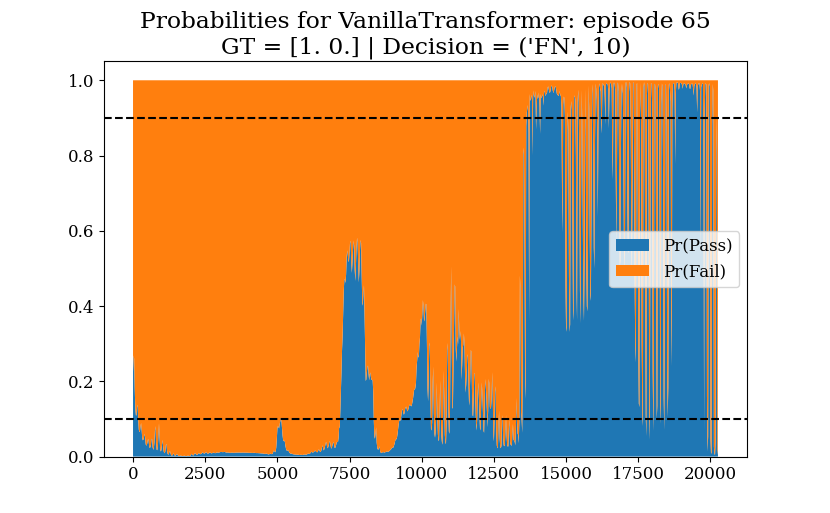 Probabilities for VanillaTransformer: episode 65
GT = [1. 0.] | Decision = ('FN', 10)
1.0
0.8
0.6
0.4
0.2
0.0
Pr(Pass)
Pr(Fail)
0 2500 5000 7500 10000 12500 15000 17500 20000